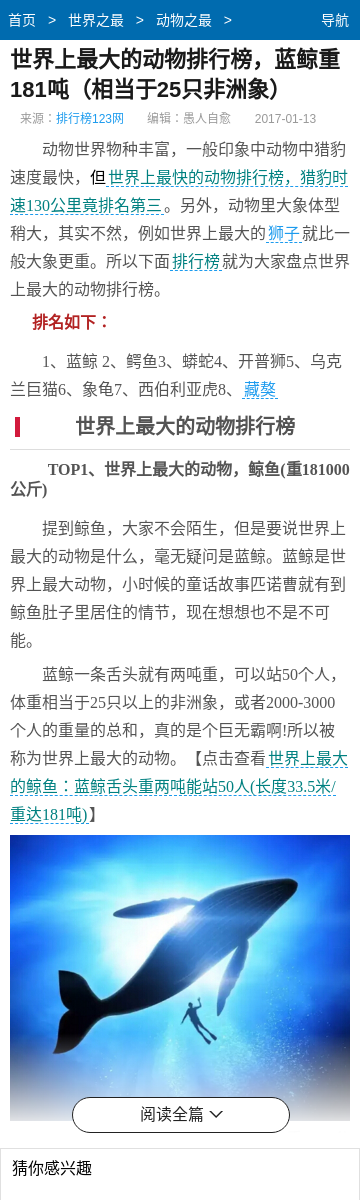 首页 > 世界之最 > 动物之最 > 导航
世界上最大的动物排行榜，蓝鲸重
181吨（相当于25只非洲象）
来源：排行榜123网 编辑：愚人自愈 2017-01-13
动物世界物种丰富，一般印象中动物中猎豹
速度最快，但世界上最快的动物排行榜，猎豹时
速130公里竟排名第三。另外，动物里大象体型
稍大，其实不然，例如世界上最大的狮子就比一
般大象更重。所以下面排行榜就为大家盘点世界
上最大的动物排行榜。
排名如下：
1、蓝鲸 2、鳄鱼3、蟒蛇4、开普狮5、乌克
兰巨猫6、象龟7、西伯利亚虎8、藏獒
世界上最大的动物排行榜
TOP1、世界上最大的动物，鲸鱼(重181000
公斤)
提到鲸鱼，大家不会陌生，但是要说世界上
最大的动物是什么，毫无疑问是蓝鲸。蓝鲸是世
界上最大动物，小时候的童话故事匹诺曹就有到
鲸鱼肚子里居住的情节，现在想想也不是不可
能。
蓝鲸一条舌头就有两吨重，可以站50个人，
体重相当于25只以上的非洲象，或者2000-3000
个人的重量的总和，真的是个巨无霸啊!所以被
称为世界上最大的动物。【点击查看世界上最大
的鲸鱼：蓝鲸舌头重两吨能站50人(长度33.5米/
重达181吨)】
阅读全篇
猜你感兴趣